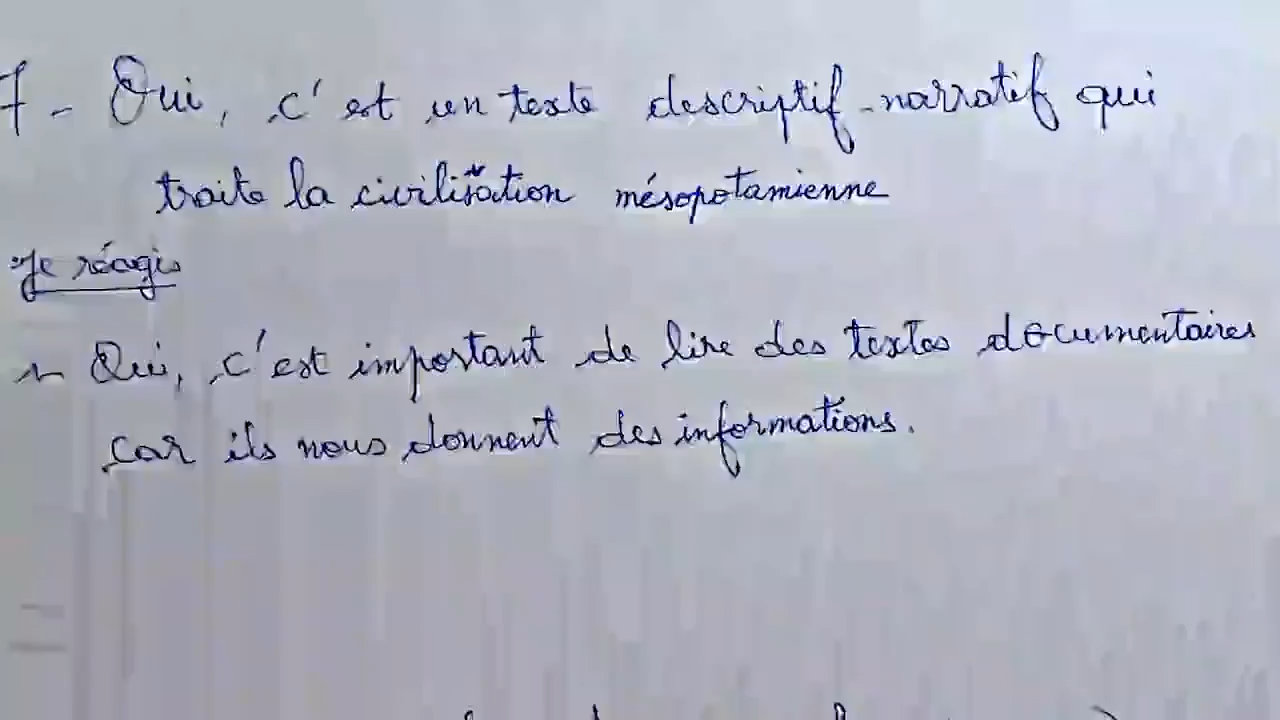 7- Oui, c'est un texte descriptif-narratif qui
traite la civilisation mésopotamienne
Je réagis
1- Oui, c'est important de lire des textes documentaires
car ils nous donnent des informations.